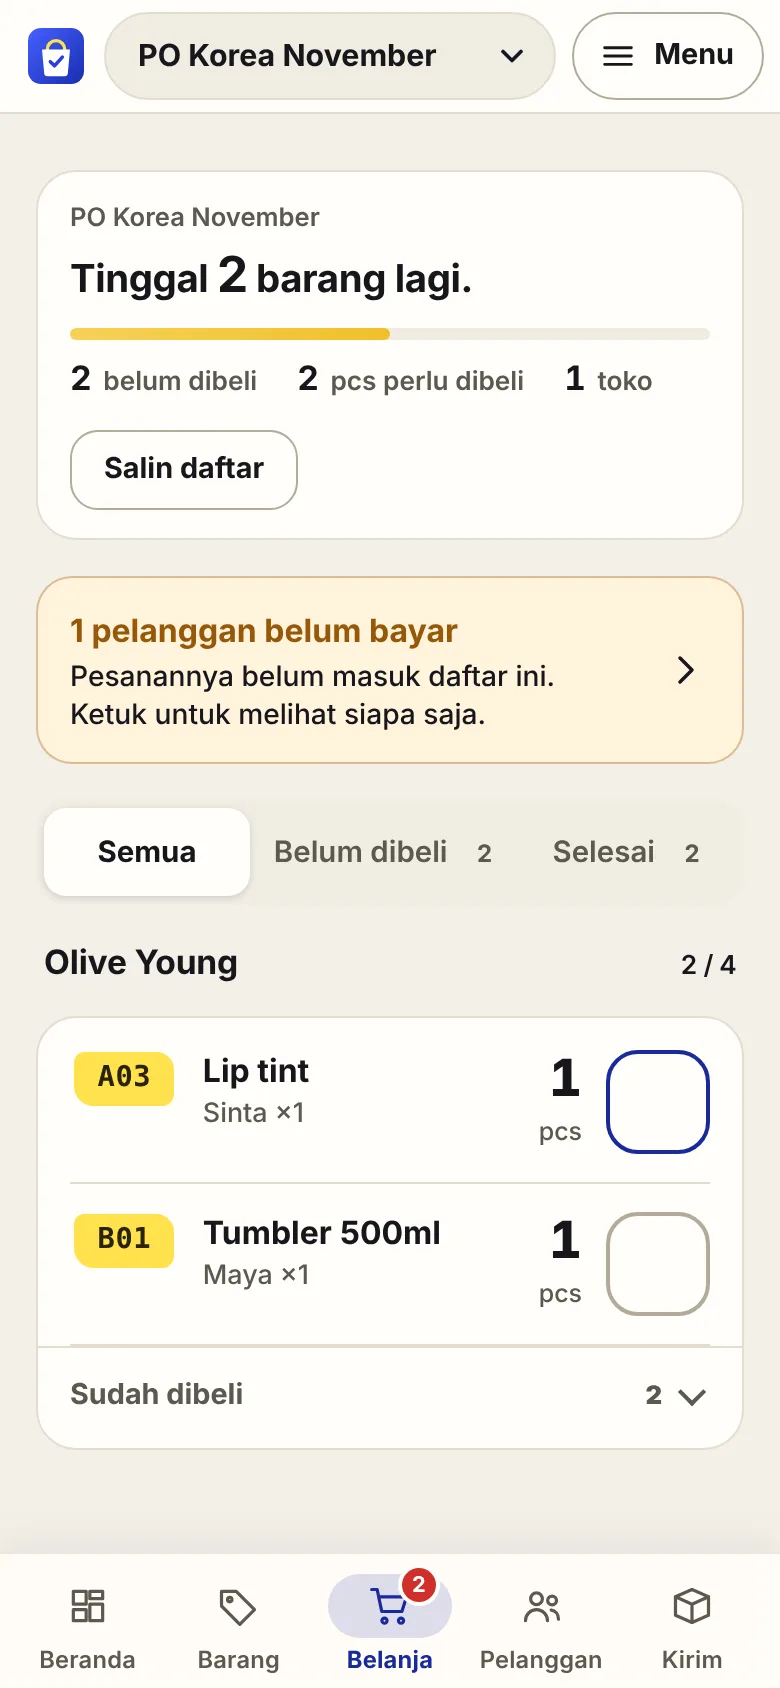 PO Korea November
Menu
PO Korea November
Tinggal 2 barang lagi.
2 belum dibeli 2 pcs perlu dibeli 1 toko
Salin daftar
1 pelanggan belum bayar
Pesanannya belum masuk daftar ini.
Ketuk untuk melihat siapa saja.
Semua Belum dibeli 2 Selesai 2
Olive Young 2 / 4
A03 Lip tint 1
Sinta ×1 pcs
B01 Tumbler 500ml 1
Maya ×1 pcs
Sudah dibeli 2
2
Beranda Barang Belanja Pelanggan Kirim